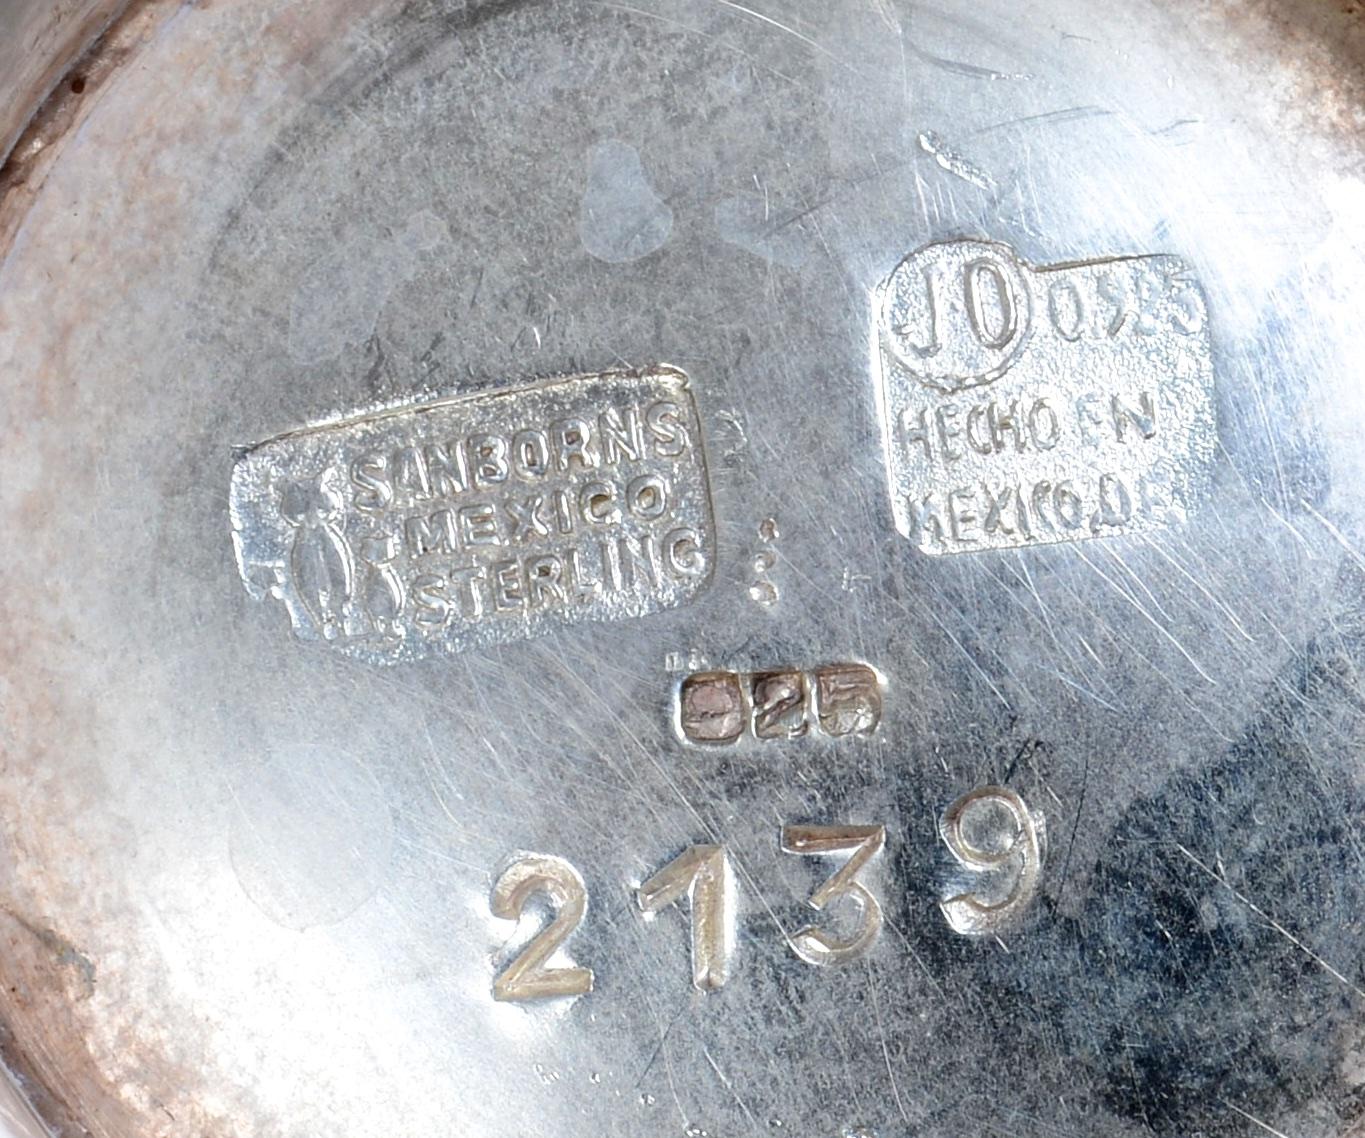 SANBORNS
MEXICO
STERLING
JO 0.925
HECHO EN
MEXICO, D.F.
925
2139